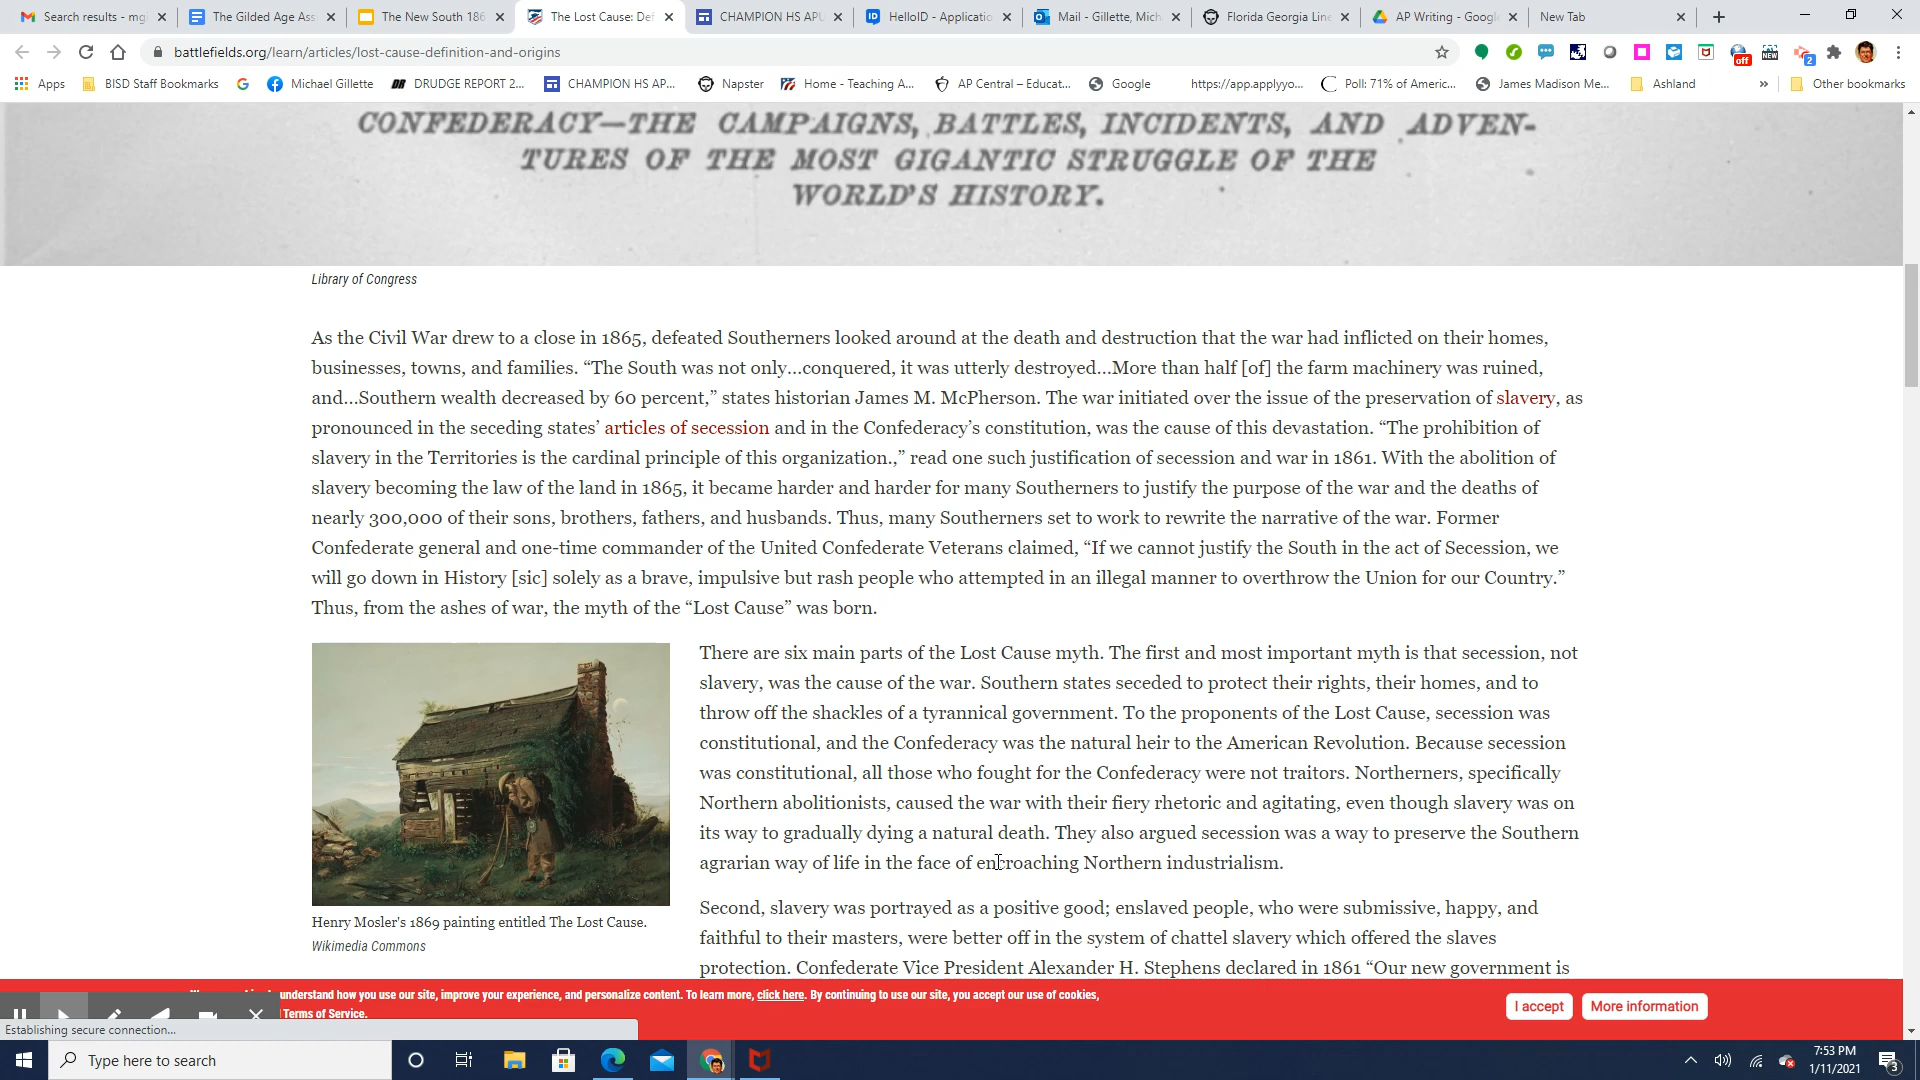 Search results - mg
The Gilded Age Ass
The New South 186
The Lost Cause: Def
CHAMPION HS APU
HelloID - Applicatio
Mail - Gillette, Mich
Florida Georgia Line
AP Writing - Google
New Tab
battlefields.org/learn/articles/lost-cause-definition-and-origins
off
NEW
2
Apps
BISD Staff Bookmarks
Michael Gillette
DRUDGE REPORT 2...
CHAMPION HS AP...
Napster
Home - Teaching A...
AP Central – Educat...
Google
https://app.applyyo...
Poll: 71% of Americ...
James Madison Me...
Ashland
»
Other bookmarks
CONFEDERACY—THE CAMPAIGNS, BATTLES, INCIDENTS, AND ADVEN-
TURES OF THE MOST GIGANTIC STRUGGLE OF THE
WORLD'S HISTORY.
Library of Congress
As the Civil War drew to a close in 1865, defeated Southerners looked around at the death and destruction that the war had inflicted on their homes,
businesses, towns, and families. “The South was not only...conquered, it was utterly destroyed...More than half [of] the farm machinery was ruined,
and...Southern wealth decreased by 60 percent,” states historian James M. McPherson. The war initiated over the issue of the preservation of slavery, as
pronounced in the seceding states’ articles of secession and in the Confederacy’s constitution, was the cause of this devastation. “The prohibition of
slavery in the Territories is the cardinal principle of this organization.,” read one such justification of secession and war in 1861. With the abolition of
slavery becoming the law of the land in 1865, it became harder and harder for many Southerners to justify the purpose of the war and the deaths of
nearly 300,000 of their sons, brothers, fathers, and husbands. Thus, many Southerners set to work to rewrite the narrative of the war. Former
Confederate general and one-time commander of the United Confederate Veterans claimed, “If we cannot justify the South in the act of Secession, we
will go down in History [sic] solely as a brave, impulsive but rash people who attempted in an illegal manner to overthrow the Union for our Country.”
Thus, from the ashes of war, the myth of the “Lost Cause” was born.
There are six main parts of the Lost Cause myth. The first and most important myth is that secession, not
slavery, was the cause of the war. Southern states seceded to protect their rights, their homes, and to
throw off the shackles of a tyrannical government. To the proponents of the Lost Cause, secession was
constitutional, and the Confederacy was the natural heir to the American Revolution. Because secession
was constitutional, all those who fought for the Confederacy were not traitors. Northerners, specifically
Northern abolitionists, caused the war with their fiery rhetoric and agitating, even though slavery was on
its way to gradually dying a natural death. They also argued secession was a way to preserve the Southern
agrarian way of life in the face of encroaching Northern industrialism.
Henry Mosler's 1869 painting entitled The Lost Cause.
Wikimedia Commons
Second, slavery was portrayed as a positive good; enslaved people, who were submissive, happy, and
faithful to their masters, were better off in the system of chattel slavery which offered the slaves
protection. Confederate Vice President Alexander H. Stephens declared in 1861 “Our new government is
understand how you use our site, improve your experience, and personalize content. To learn more, click here. By continuing to use our site, you accept our use of cookies,
Terms of Service.
I accept
More information
Establishing secure connection...
Type here to search
7:53 PM
1/11/2021
3